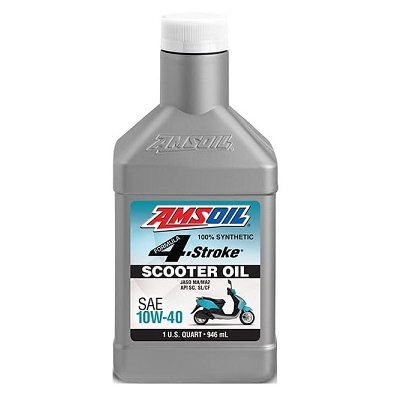 AMSOIL
AMSOIL
100% SYNTHETIC
FORMULA
4-Stroke®
SCOOTER OIL
JASO MA/MA2
API SG, SL/CF
SAE
10W-40
1 U.S. QUART • 946 mL